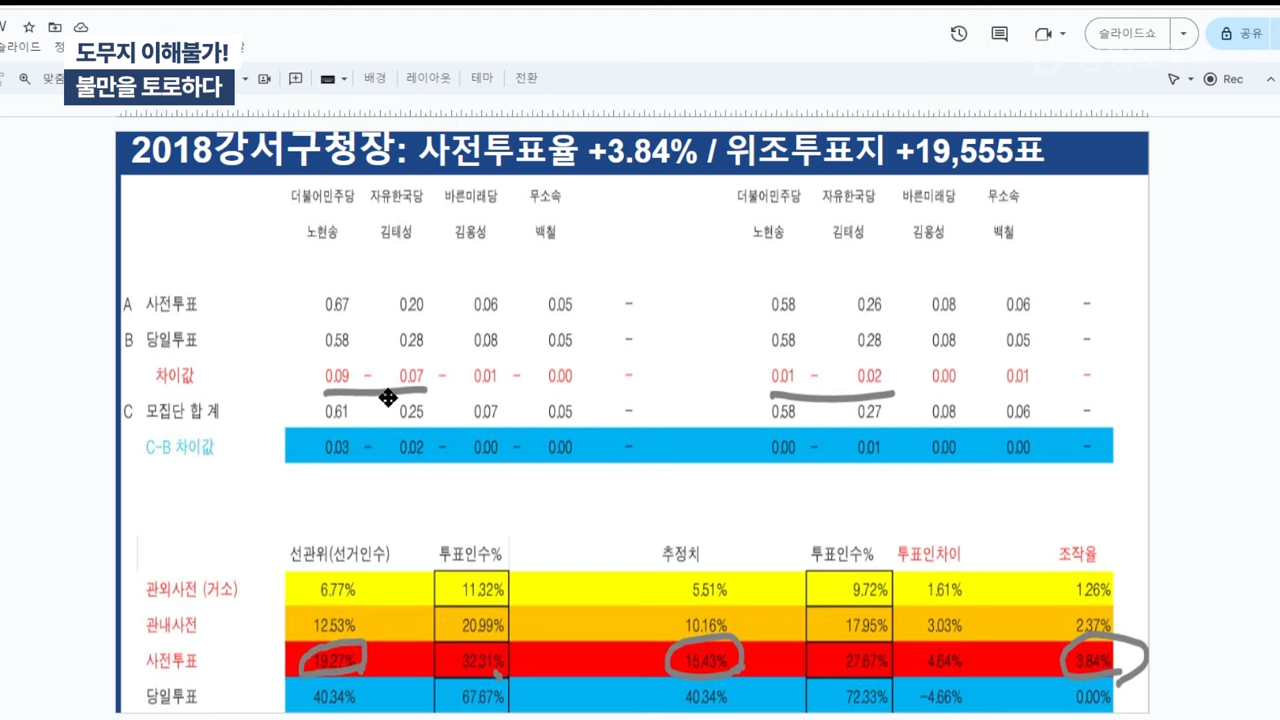 슬라이드
도무지 이해불가!
불만을 토로하다
슬라이드쇼
공유
맞춤
배경
레이아웃
테마
전환
Rec
2018강서구청장: 사전투표율 +3.84% / 위조투표지 +19,555표
더불어민주당 자유한국당 바른미래당 무소속 더불어민주당 자유한국당 바른미래당 무소속
노현송 김태성 김용성 백철 노현송 김태성 김용성 백철
A 사전투표 0.67 0.20 0.06 0.05 - 0.58 0.26 0.08 0.06 -
B 당일투표 0.58 0.28 0.08 0.05 - 0.58 0.28 0.08 0.05 -
차이값 0.09 - 0.07 - 0.01 - 0.00 - 0.01 - 0.02 0.00 0.01 -
C 모집단 합 계 0.61 0.25 0.07 0.05 - 0.58 0.27 0.08 0.06 -
C-B 차이값 0.03 - 0.02 - 0.00 - 0.00 - 0.00 - 0.01 0.00 0.00 -
선관위(선거인수) 투표인수% 추정치 투표인수% 투표인차이 조작율
관외사전 (거소) 6.77% 11.32% 5.51% 9.72% 1.61% 1.26%
관내사전 12.53% 20.99% 10.16% 17.95% 3.03% 2.37%
사전투표 19.27% 32.31% 15.43% 27.67% 4.64% 3.84%
당일투표 40.34% 67.67% 40.34% 72.33% -4.66% 0.00%